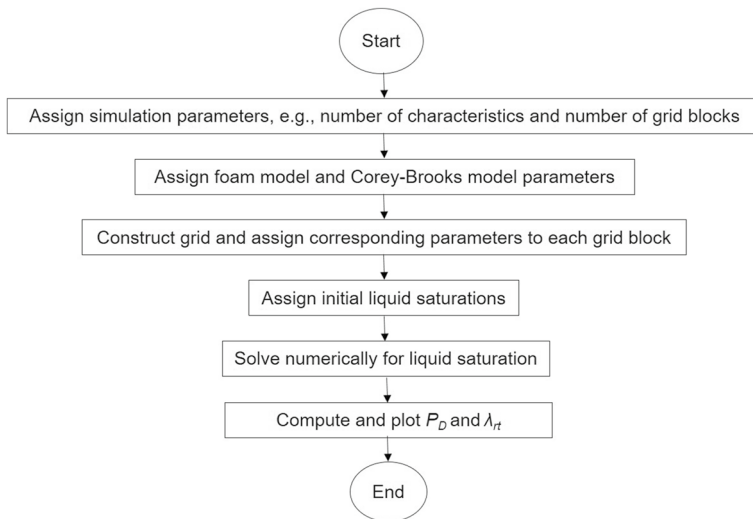 Start
Assign simulation parameters, e.g., number of characteristics and number of grid blocks
Assign foam model and Corey-Brooks model parameters
Construct grid and assign corresponding parameters to each grid block
Assign initial liquid saturations
Solve numerically for liquid saturation
Compute and plot P_D and λ_rt
End